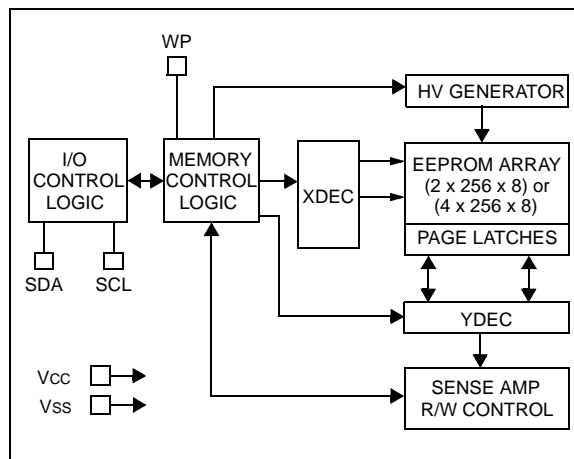 WP
HV GENERATOR
I/O
CONTROL
LOGIC
MEMORY
CONTROL
LOGIC
XDEC
EEPROM ARRAY
(2 x 256 x 8) or
(4 x 256 x 8)
PAGE LATCHES
SDA
SCL
YDEC
VCC
VSS
SENSE AMP
R/W CONTROL